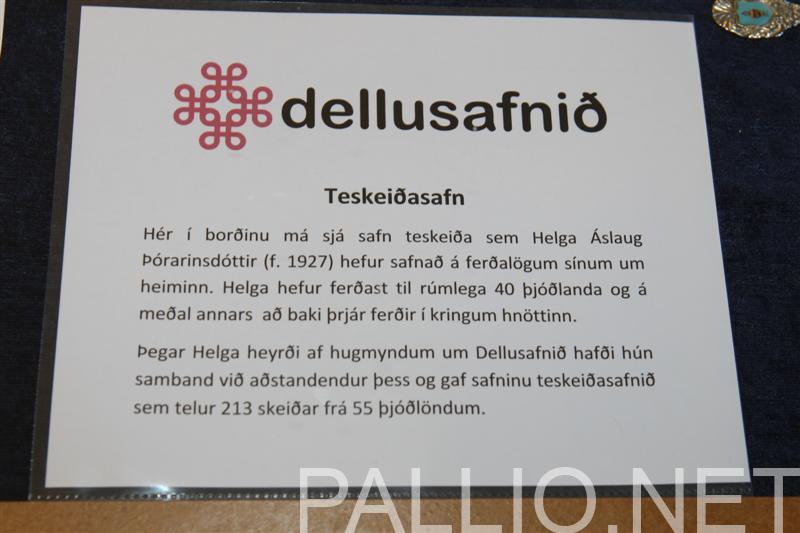 dellusafnið
Teskeiðasafn
Hér í borðinu má sjá safn teskeiða sem Helga Áslaug
Þórarinsdóttir (f. 1927) hefur safnað á ferðalögum sínum um
heiminn. Helga hefur ferðast til rúmlega 40 þjóðlanda og á
meðal annars að baki þrjár ferðir í kringum hnöttinn.
Þegar Helga heyrði af hugmyndum um Dellusafnið hafði hún
samband við aðstandendur þess og gaf safninu teskeiðasafnið
sem telur 213 skeiðar frá 55 þjóðlöndum.
PALLIO.NET